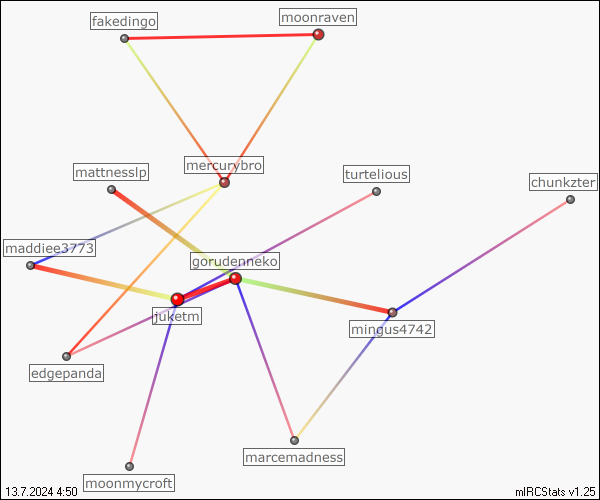 moonraven
fakedingo
mercurybro
mattnesslp
turtelious
chunkzter
maddiee3773
gorudenneko
juketm
mingus4742
edgepanda
marcemadness
moonmycroft
13.7.2024 4:50
mIRCStats v1.25